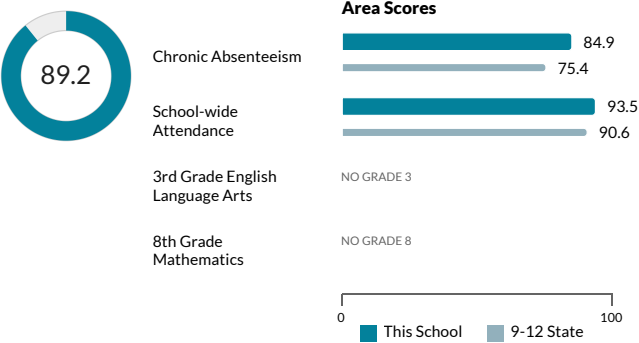 Area Scores
89.2
Chronic Absenteeism
84.9
75.4
School-wide
Attendance
93.5
90.6
3rd Grade English
Language Arts
NO GRADE 3
8th Grade
Mathematics
NO GRADE 8
0
100
This School
9-12 State